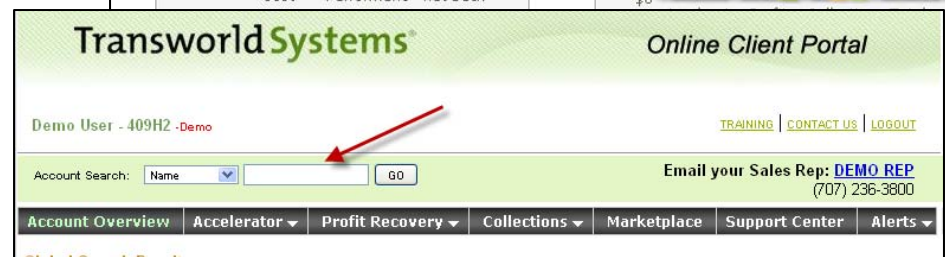 Transworld Systems®
Online Client Portal
Demo User - 409H2 -Demo
TRAINING | CONTACT US | LOGOUT
Account Search: Name GO
Email your Sales Rep: DEMO REP
(707) 236-3800
Account Overview Accelerator Profit Recovery Collections Marketplace Support Center Alerts